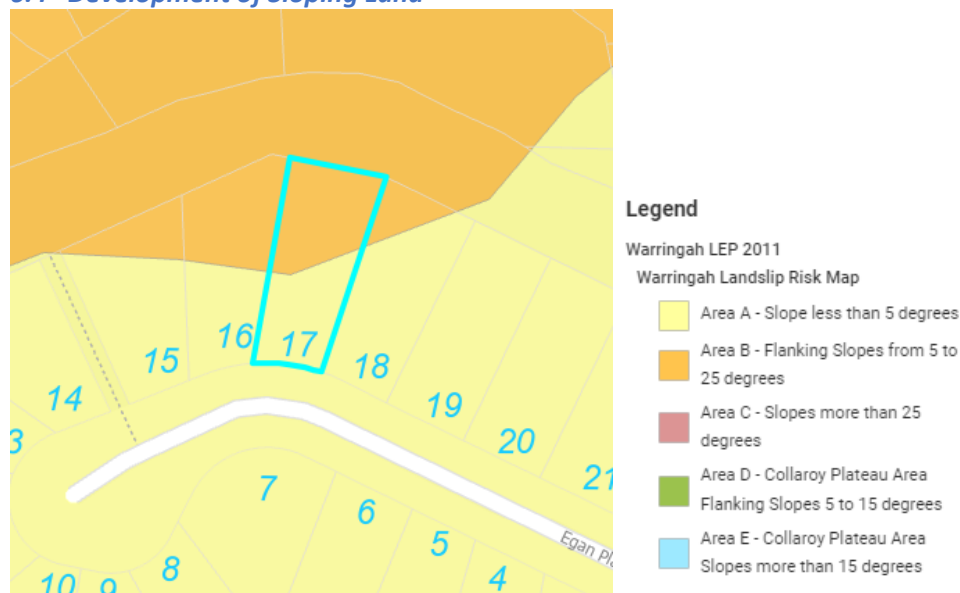 16
17
18
15
14
19
3
20
21
7
6
5
Egan Pla
8
4
10
9
Legend
Warringah LEP 2011
Warringah Landslip Risk Map
Area A - Slope less than 5 degrees
Area B - Flanking Slopes from 5 to
25 degrees
Area C - Slopes more than 25
degrees
Area D - Collaroy Plateau Area
Flanking Slopes 5 to 15 degrees
Area E - Collaroy Plateau Area
Slopes more than 15 degrees